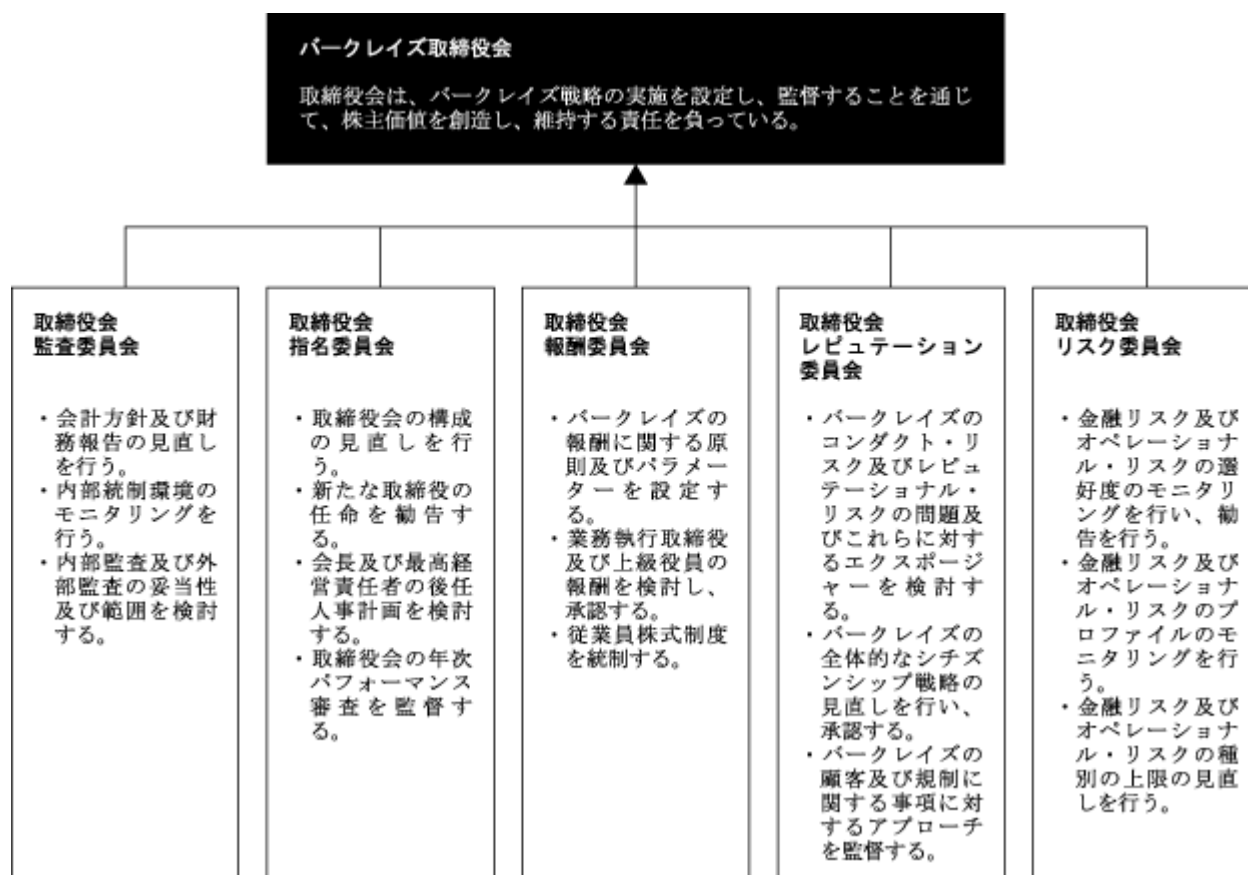 バークレイズ取締役会
取締役会は、バークレイズ戦略の実施を設定し、監督することを通じ
て、株主価値を創造し、維持する責任を負っている。
取締役会
監査委員会
・会計方針及び財
務報告の見直し
を行う。
・内部統制環境の
モニタリングを
行う。
・内部監査及び外
部監査の妥当性
及び範囲を検討
する。
取締役会
指名委員会
・取締役会の構成
の見直しを行
う。
・新たな取締役の
任命を勧告す
る。
・会長及び最高経
営責任者の後任
人事計画を検討
する。
・取締役会の年次
パフォーマンス
審査を監督す
る。
取締役会
報酬委員会
・バークレイズの
報酬に関する原
則及びパラメー
ターを設定す
る。
・業務執行取締役
及び上級役員の
報酬を検討し、
承認する。
・従業員株式制度
を統制する。
取締役会
レピュテーション
委員会
・バークレイズの
コンダクト・リ
スク及びレピュ
テーショナル・
リスクの問題及
びこれらに対す
るエクスポージ
ャーを検討す
る。
・バークレイズの
全体的なシチズ
ンシップ戦略の
見直しを行い、
承認する。
・バークレイズの
顧客及び規制に
関する事項に対
するアプローチ
を監督する。
取締役会
リスク委員会
・金融リスク及び
オペレーショナ
ル・リスクの選
好度のモニタリ
ングを行い、勧
告を行う。
・金融リスク及び
オペレーショナ
ル・リスクのプ
ロファイルのモ
ニタリングを行
う。
・金融リスク及び
オペレーショナ
ル・リスクの種
別の上限の見直
しを行う。